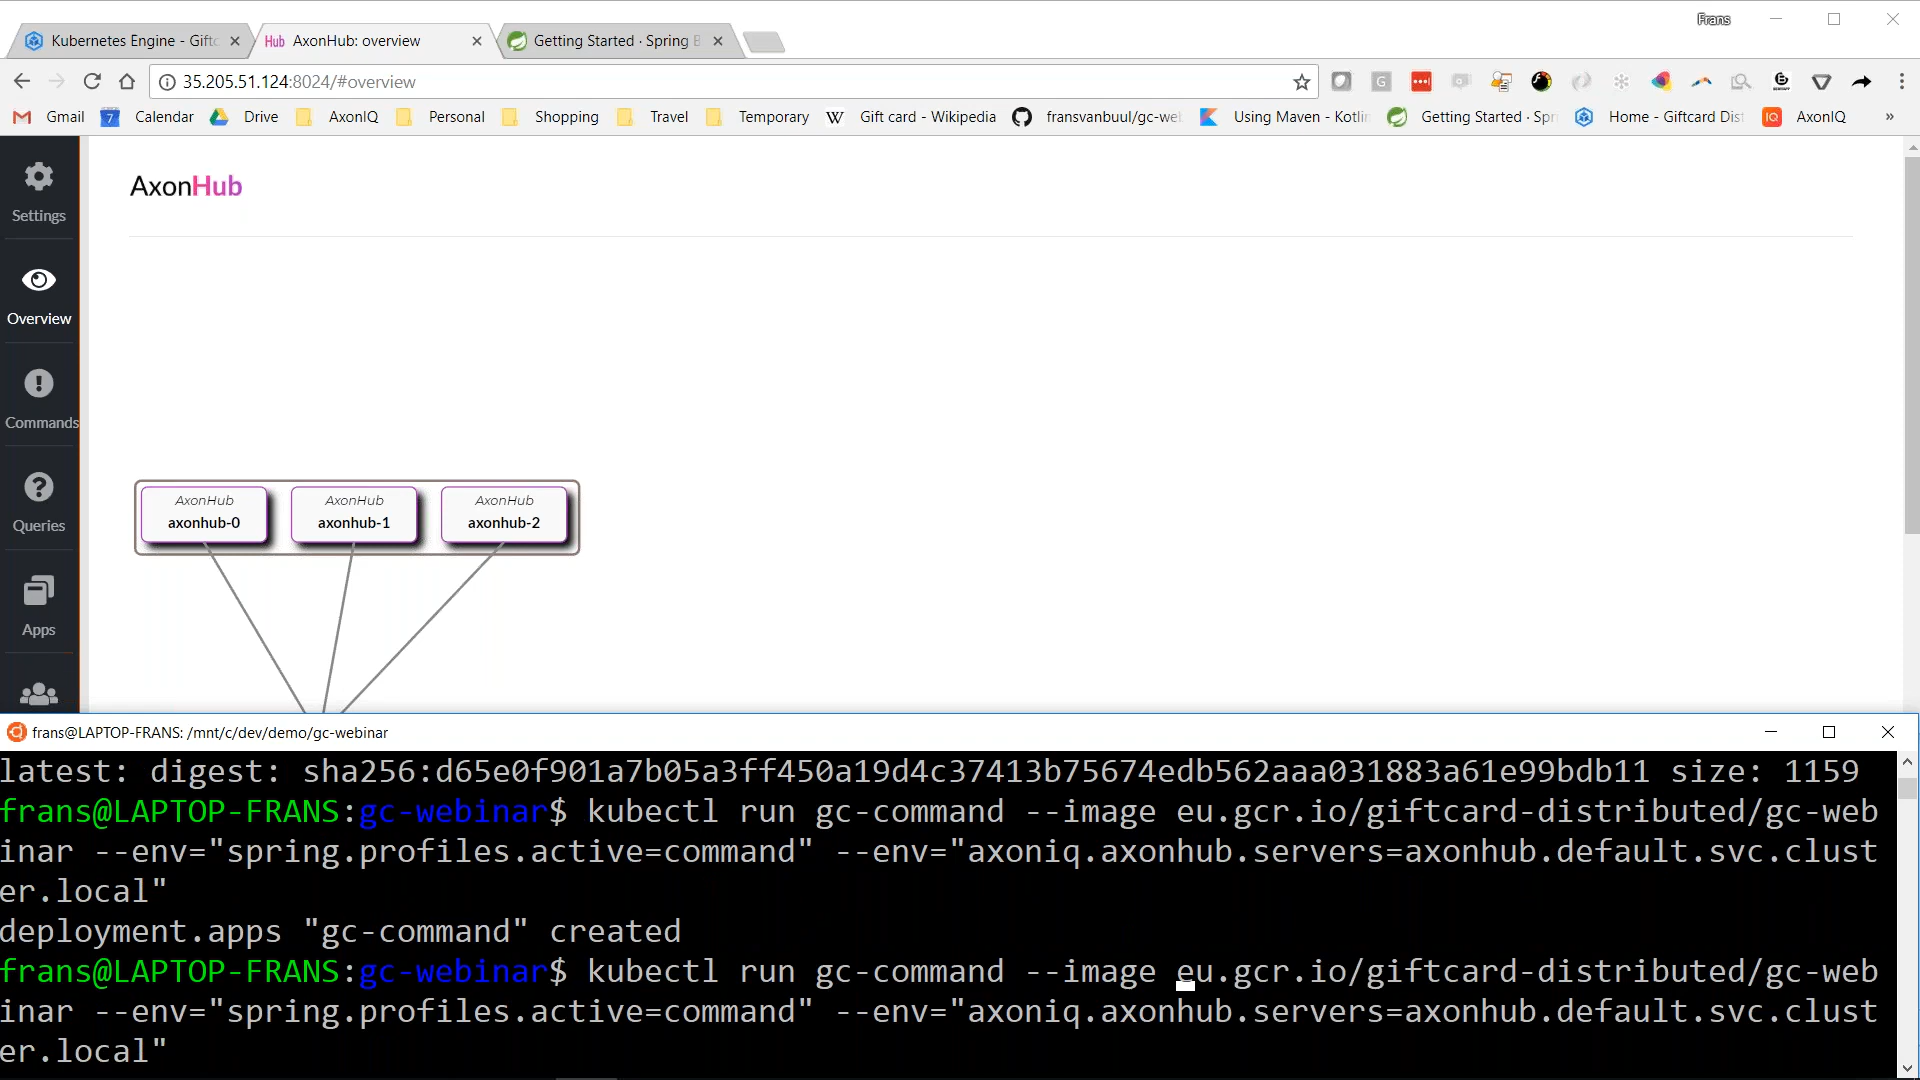 Frans
Kubernetes Engine - Giftc
Hub AxonHub: overview
Getting Started · Spring B
35.205.51.124:8024/#overview
Gmail
7 Calendar
Drive
AxonIQ
Personal
Shopping
Travel
Temporary
W Gift card - Wikipedia
fransvanbuul/gc-we
Using Maven - Kotli
Getting Started · Spr
Home - Giftcard Dist
IQ AxonIQ
»
AxonHub
Settings
Overview
Commands
Queries
Apps
AxonHub
axonhub-0
AxonHub
axonhub-1
AxonHub
axonhub-2
frans@LAPTOP-FRANS: /mnt/c/dev/demo/gc-webinar
latest: digest: sha256:d65e0f901a7b05a3ff450a19d4c37413b75674edb562aaa031883a61e99bdb11 size: 1159
frans@LAPTOP-FRANS:gc-webinar$ kubectl run gc-command --image eu.gcr.io/giftcard-distributed/gc-web
inar --env="spring.profiles.active=command" --env="axoniq.axonhub.servers=axonhub.default.svc.clust
er.local"
deployment.apps "gc-command" created
frans@LAPTOP-FRANS:gc-webinar$ kubectl run gc-command --image eu.gcr.io/giftcard-distributed/gc-web
inar --env="spring.profiles.active=command" --env="axoniq.axonhub.servers=axonhub.default.svc.clust
er.local"